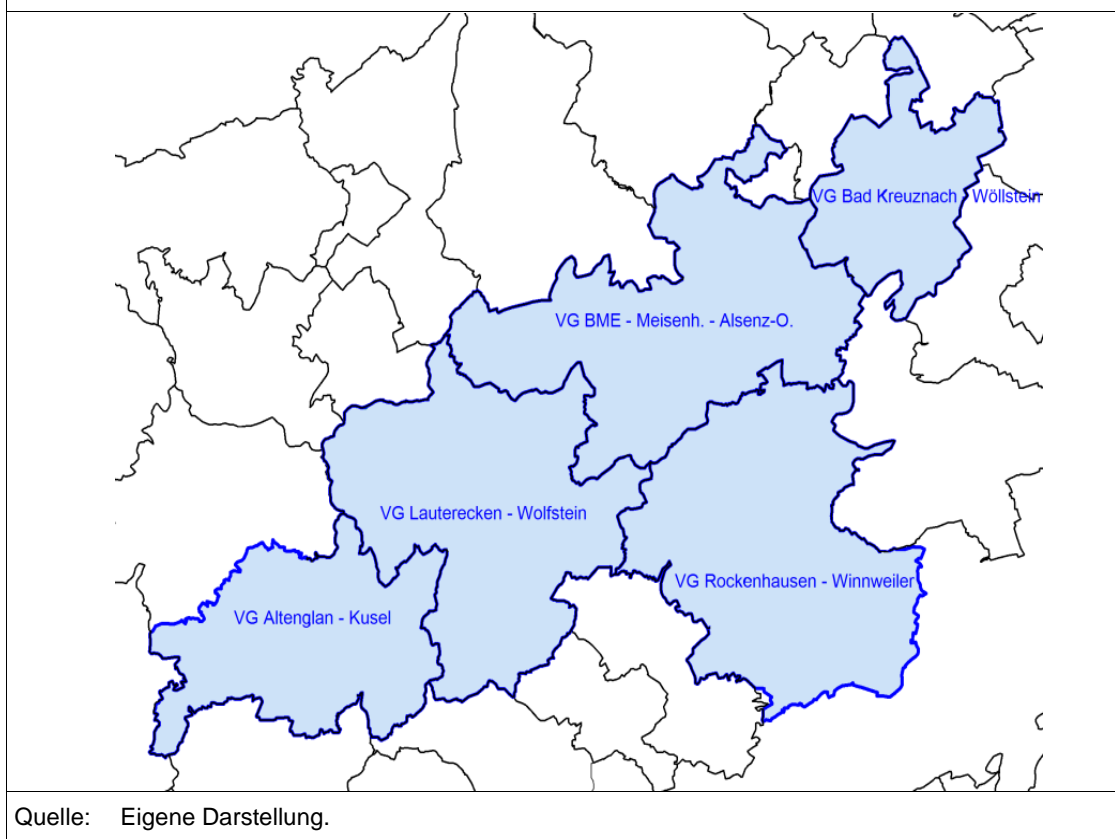 VG Bad Kreuznach - Wöllstein
VG BME - Meisenh. - Alsenz-O.
VG Lauterecken - Wolfstein
VG Rockenhausen - Winnweiler
VG Altenglan - Kusel
Quelle: Eigene Darstellung.